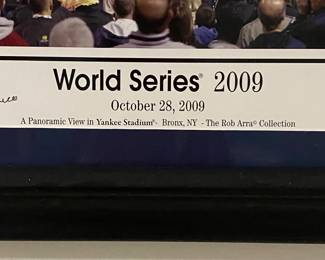 World Series® 2009
October 28, 2009
A Panoramic View in Yankee Stadium® - Bronx, NY - The Rob Arra® Collection